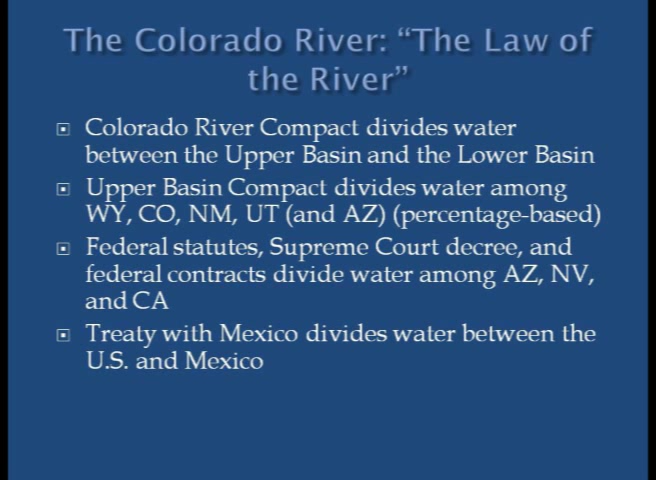 The Colorado River: “The Law of
the River”
Colorado River Compact divides water
between the Upper Basin and the Lower Basin
Upper Basin Compact divides water among
WY, CO, NM, UT (and AZ) (percentage-based)
Federal statutes, Supreme Court decree, and
federal contracts divide water among AZ, NV,
and CA
Treaty with Mexico divides water between the
U.S. and Mexico